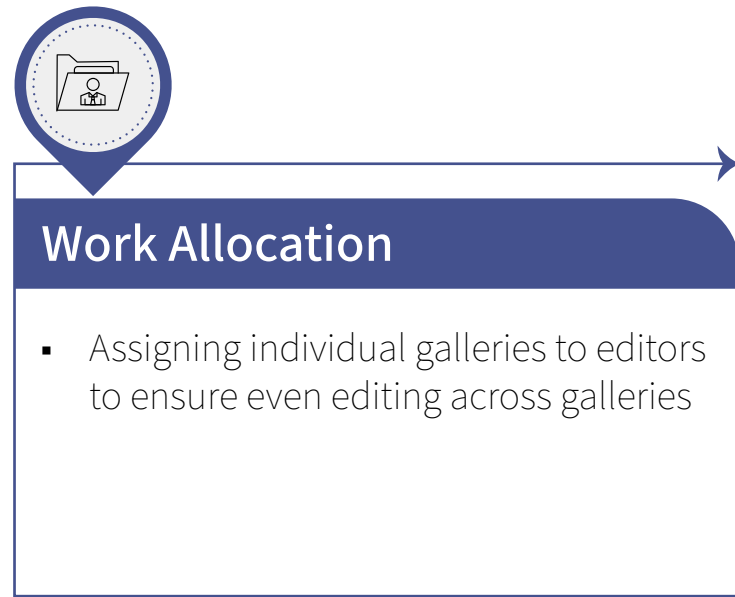 Work Allocation
▪ Assigning individual galleries to editors
to ensure even editing across galleries